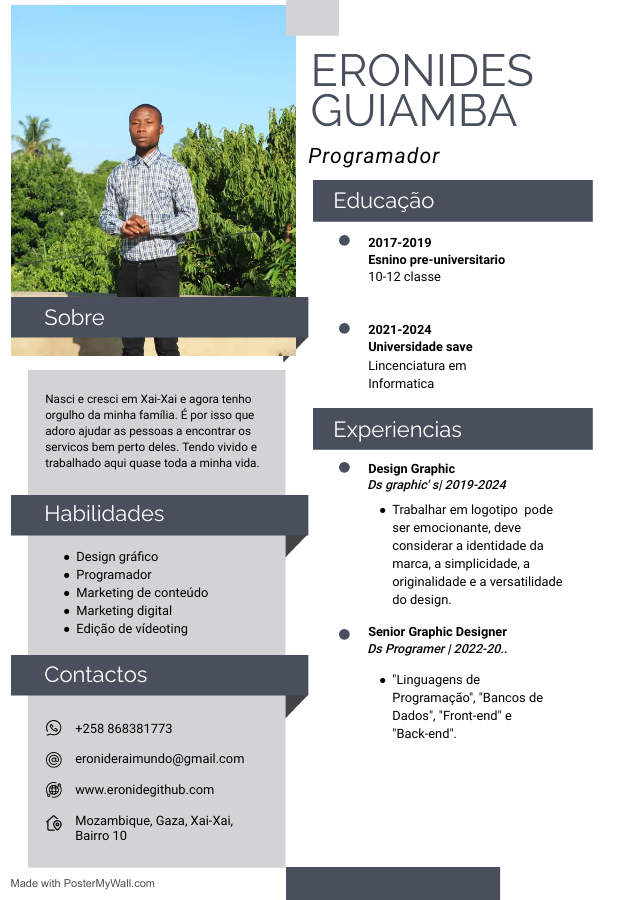 ERONIDES
GUIAMBA
Programador
Sobre
Nasci e cresci em Xai-Xai e agora tenho
orgulho da minha família. É por isso que
adoro ajudar as pessoas a encontrar os
servicos bem perto deles. Tendo vivido e
trabalhado aqui quase toda a minha vida.
Habilidades
● Design gráfico
● Programador
● Marketing de conteúdo
● Marketing digital
● Edição de vídeoting
Contactos
+258 868381773
eronideraimundo@gmail.com
www.eronidegithub.com
Mozambique, Gaza, Xai-Xai,
Bairro 10
Educação
2017-2019
Esnino pre-universitario
10-12 classe
2021-2024
Universidade save
Lincenciatura em
Informatica
Experiencias
Design Graphic
Ds graphic' s| 2019-2024
● Trabalhar em logotipo pode
ser emocionante, deve
considerar a identidade da
marca, a simplicidade, a
originalidade e a versatilidade
do design.
Senior Graphic Designer
Ds Programer | 2022-20..
● "Linguagens de
Programação", "Bancos de
Dados", "Front-end" e
"Back-end".
Made with PosterMyWall.com